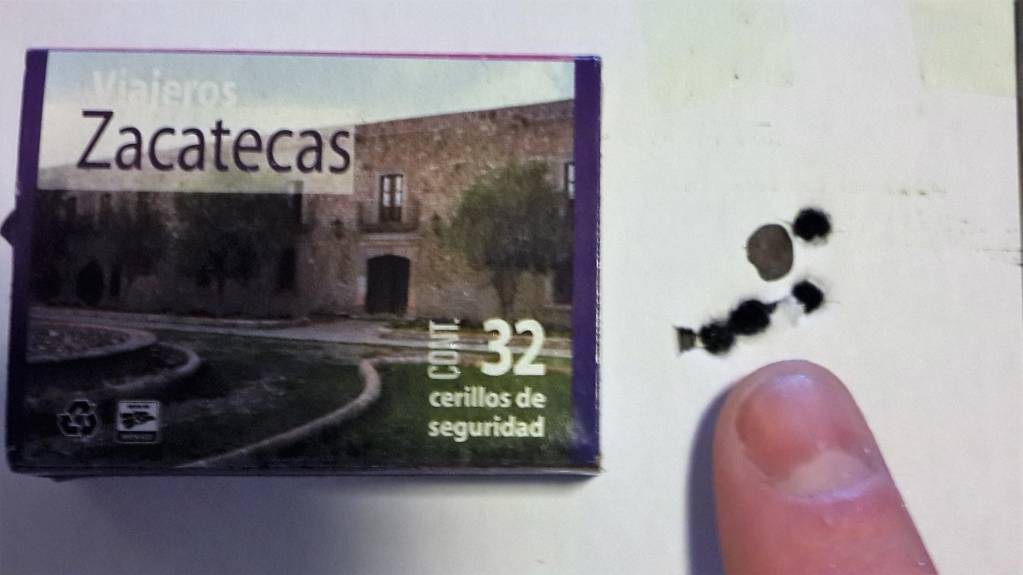 Viajeros
Zacatecas
CONT. 32
cerillos de
seguridad